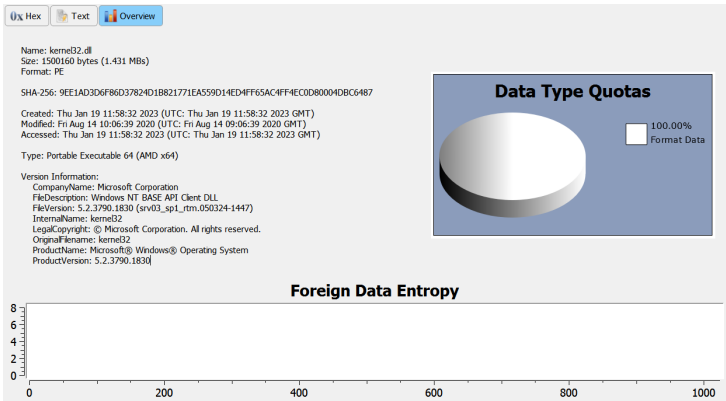 0x Hex
Text
Overview
Name: kernel32.dll
Size: 1500160 bytes (1.431 MBs)
Format: PE
SHA-256: 9EE1AD3D6F86D37824D1B821771EA559D14ED4FF65AC4FF4EC0D80004DBC6487
Created: Thu Jan 19 11:58:32 2023 (UTC: Thu Jan 19 11:58:32 2023 GMT)
Modified: Fri Aug 14 10:06:39 2020 (UTC: Fri Aug 14 09:06:39 2020 GMT)
Accessed: Thu Jan 19 11:58:32 2023 (UTC: Thu Jan 19 11:58:32 2023 GMT)
Type: Portable Executable 64 (AMD x64)
Version Information:
CompanyName: Microsoft Corporation
FileDescription: Windows NT BASE API Client DLL
FileVersion: 5.2.3790.1830 (srv03_sp1_rtm.050324-1447)
InternalName: kernel32
LegalCopyright: © Microsoft Corporation. All rights reserved.
OriginalFilename: kernel32
ProductName: Microsoft® Windows® Operating System
ProductVersion: 5.2.3790.1830
Data Type Quotas
100.00%
Format Data
Foreign Data Entropy
8
6
4
2
0
0 200 400 600 800 1000